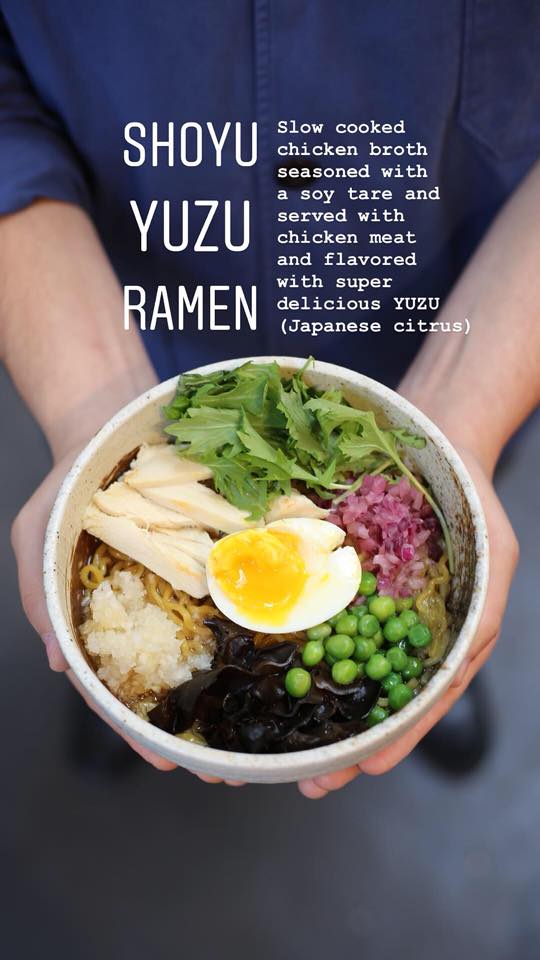 SHOYU
YUZU
RAMEN
Slow cooked
chicken broth
seasoned with
a soy tare and
served with
chicken meat
and flavored
with super
delicious YUZU
(Japanese citrus)